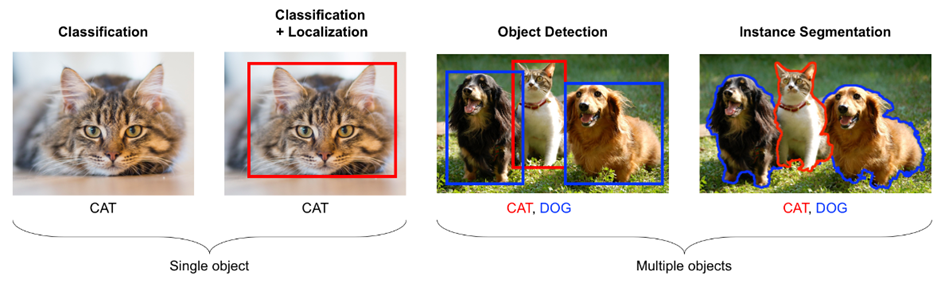 Classification
Classification
+ Localization
Object Detection
Instance Segmentation
CAT
CAT
CAT, DOG
CAT, DOG
Single object
Multiple objects